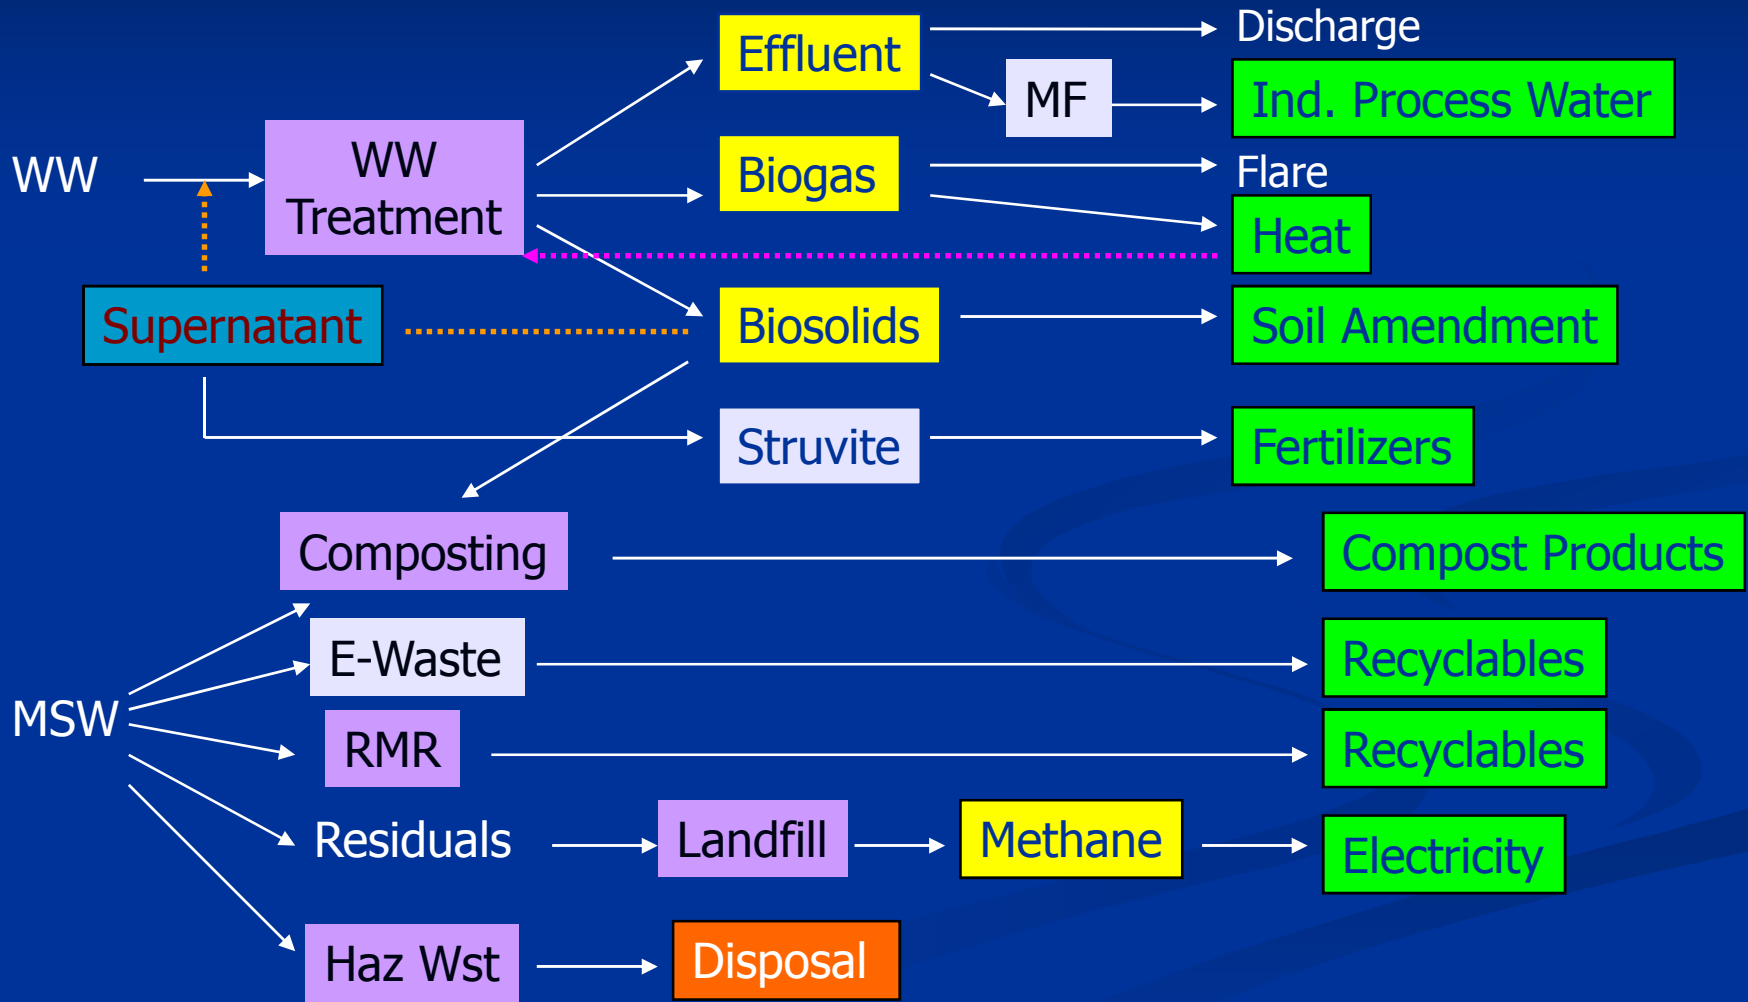 Discharge
Effluent
MF
Ind. Process Water
WW
WW
Treatment
Biogas
Flare
Heat
Supernatant
Biosolids
Soil Amendment
Struvite
Fertilizers
Composting
Compost Products
E-Waste
Recyclables
MSW
RMR
Recyclables
Residuals
Landfill
Methane
Electricity
Haz Wst
Disposal